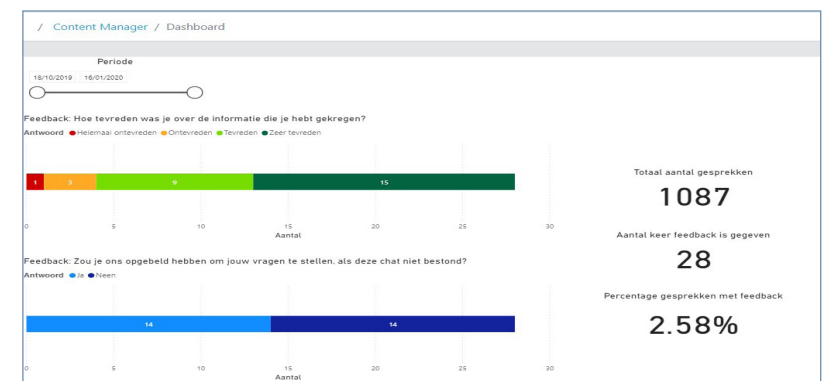 / Content Manager / Dashboard
Periode
18/10/2019 16/01/2020
Feedback: Hoe tevreden was je over de informatie die je hebt gekregen?
Antwoord Helemaal ontevreden Ontevreden Tevreden Zeer tevreden
1 3 9 15
0 5 10 15 20 25 30
Aantal
Feedback: Zou je ons opgebeld hebben om jouw vragen te stellen, als deze chat niet bestond?
Antwoord Ja Neen
14 14
0 5 10 15 20 25 30
Aantal
Totaal aantal gesprekken
1087
Aantal keer feedback is gegeven
28
Percentage gesprekken met feedback
2.58%